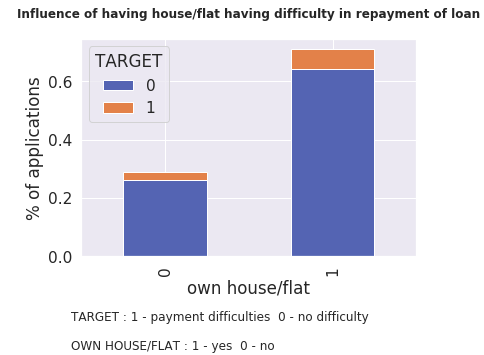 Influence of having house/flat having difficulty in repayment of loan
TARGET
0
1
% of applications
0.6
0.4
0.2
0.0
0
1
own house/flat
TARGET : 1 - payment difficulties  0 - no difficulty
OWN HOUSE/FLAT : 1 - yes  0 - no